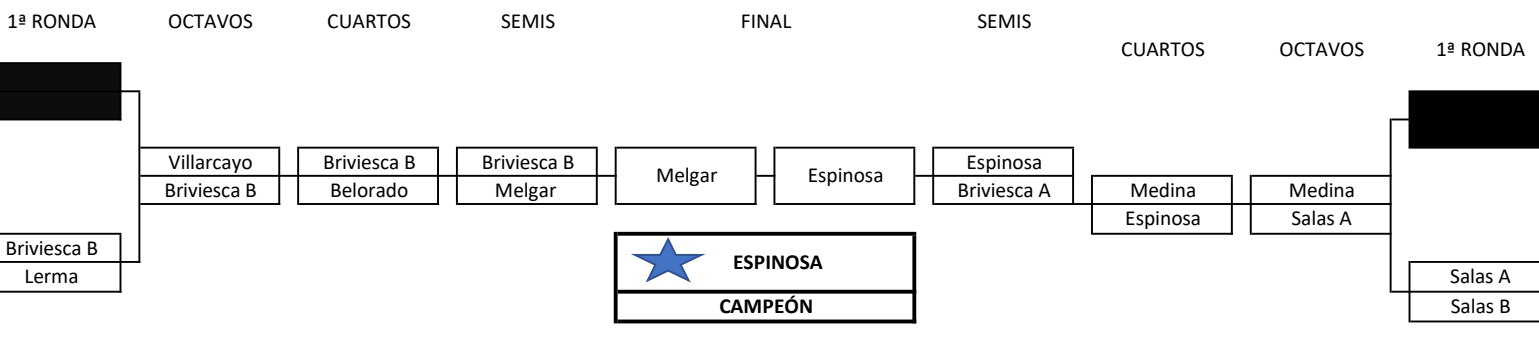 1ª RONDA
OCTAVOS
CUARTOS
SEMIS
FINAL
SEMIS
CUARTOS
OCTAVOS
1ª RONDA
Villarcayo
Briviesca B
Briviesca B
Belorado
Briviesca B
Melgar
Melgar
Espinosa
Espinosa
Briviesca A
Medina
Espinosa
Medina
Salas A
Briviesca B
Lerma
ESPINOSA
CAMPEÓN
Salas A
Salas B